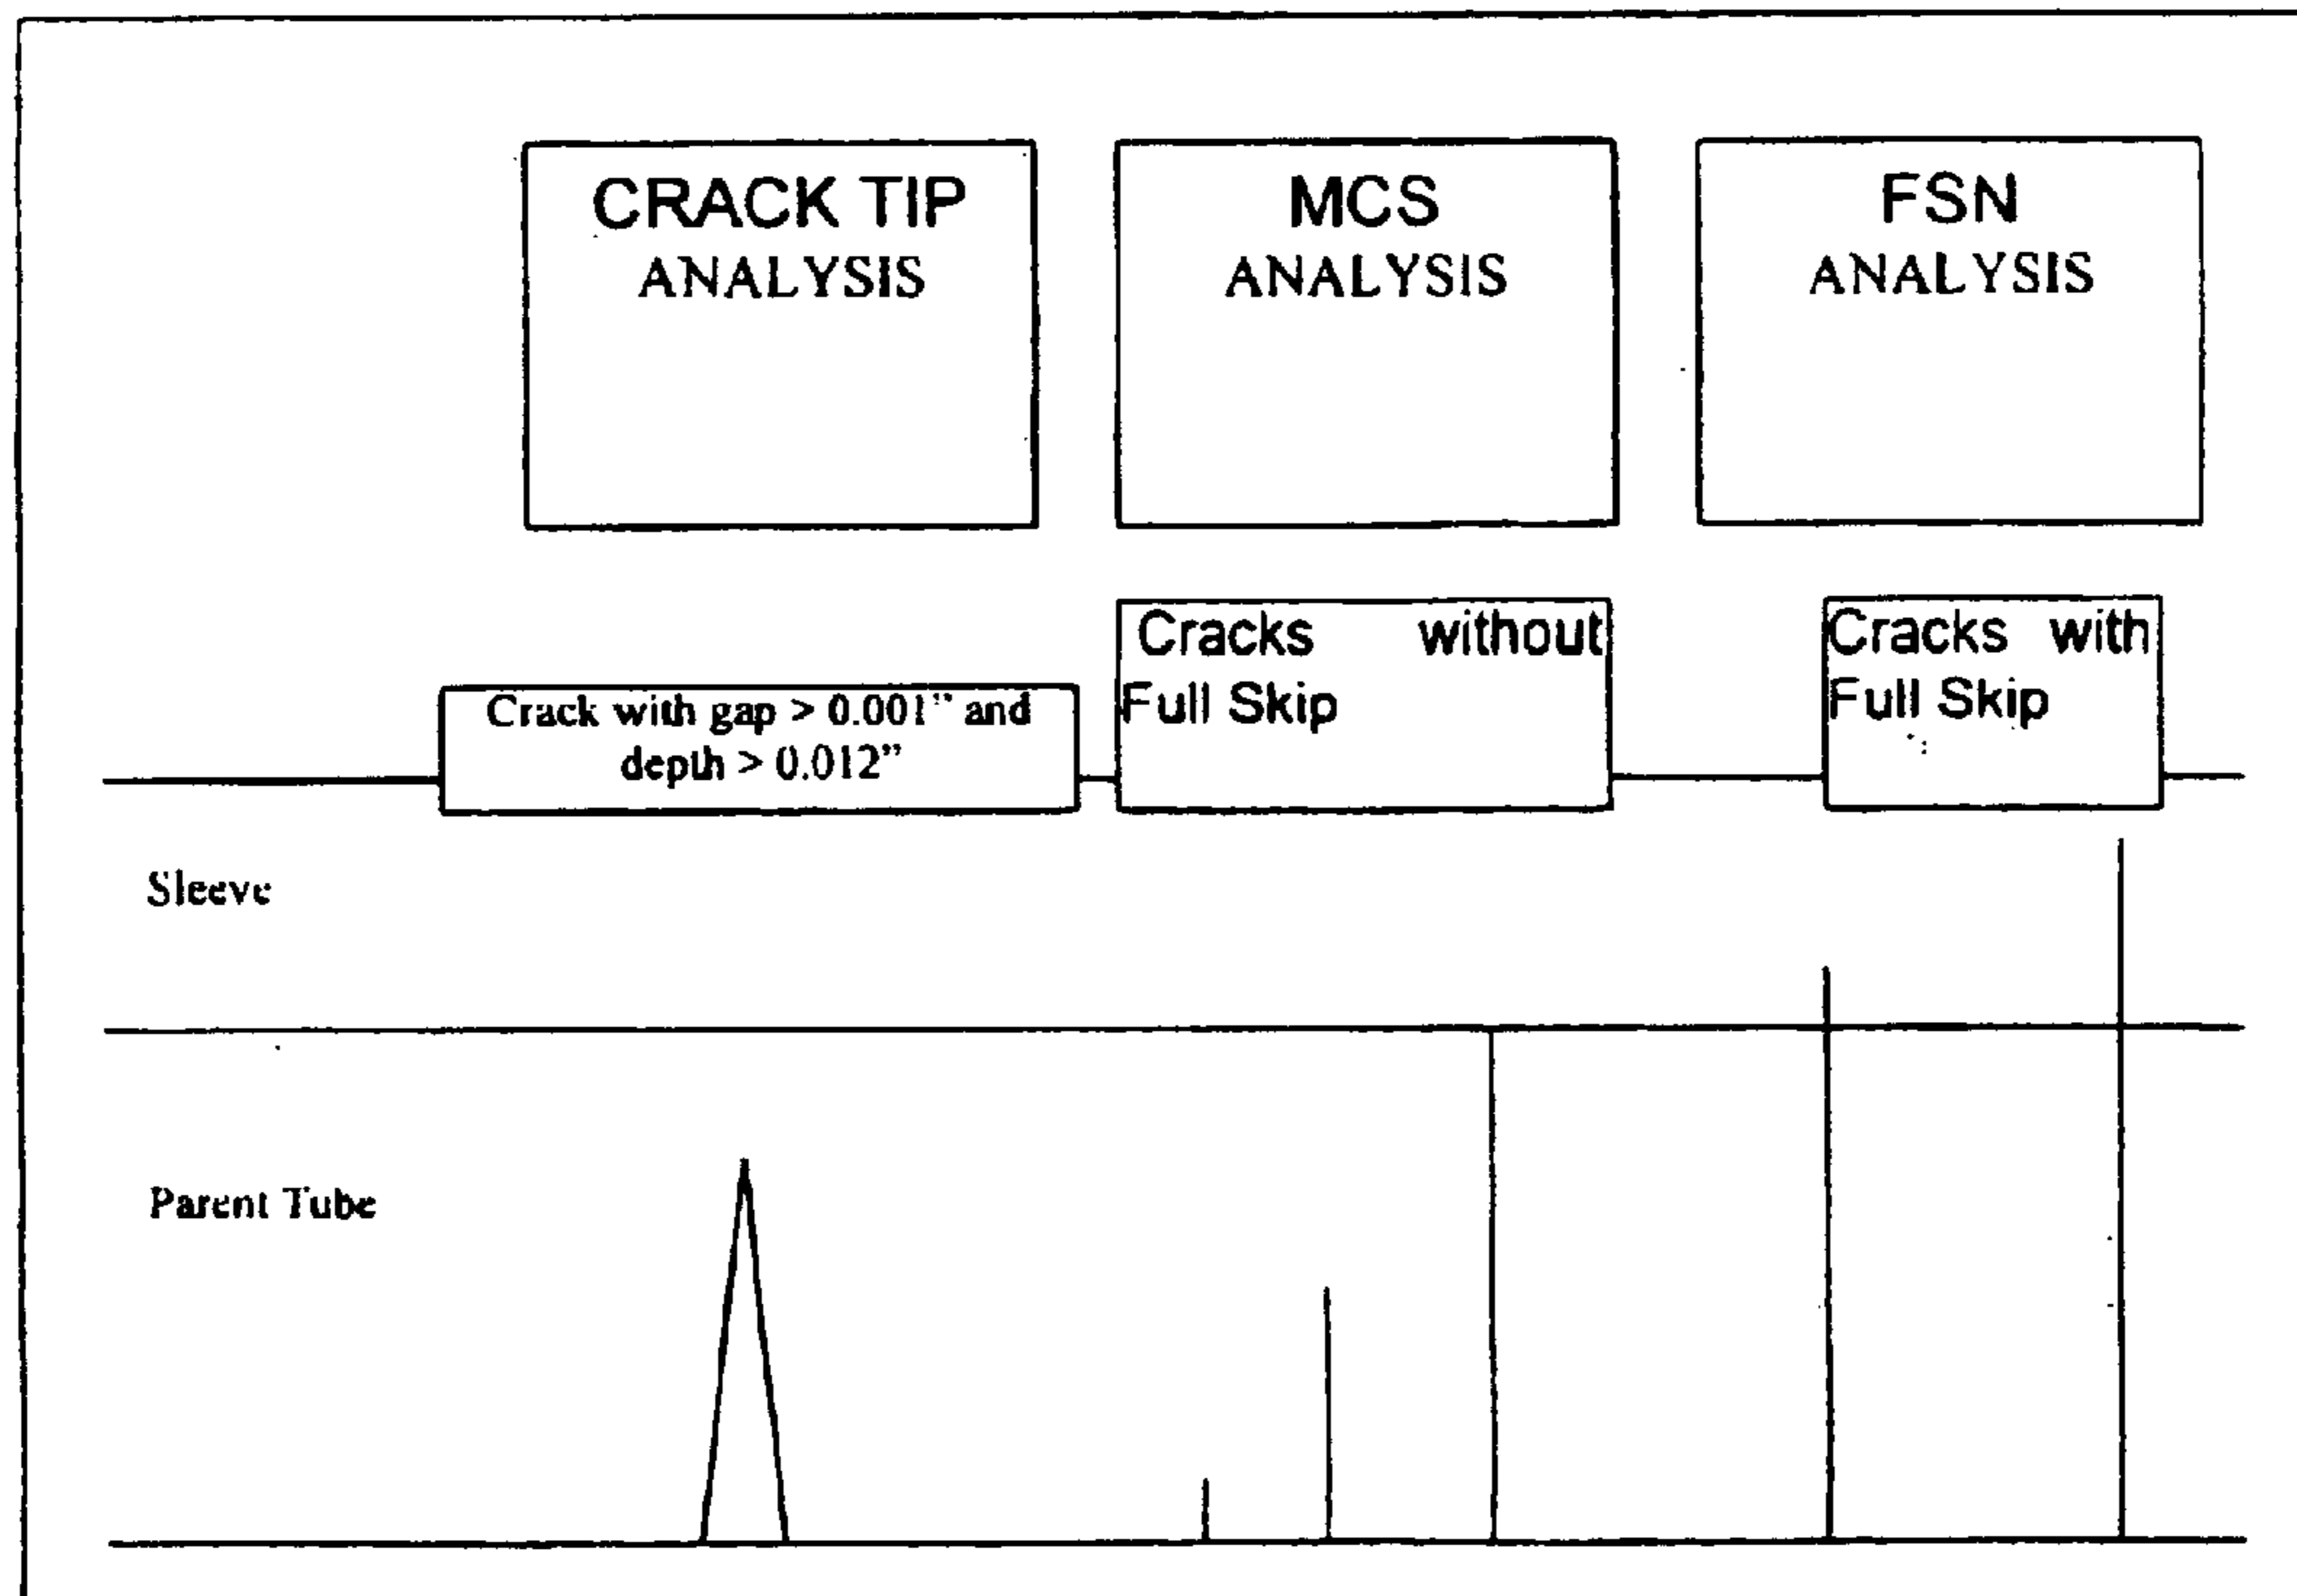 CRACK TIP
ANALYSIS
MCS
ANALYSIS
FSN
ANALYSIS
Crack with gap > 0.001" and
depth > 0.012"
Cracks without
Full Skip
Cracks with
Full Skip
Sleeve
Parent Tube